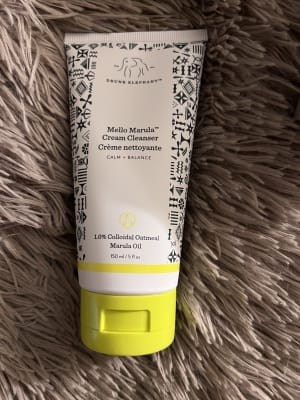 DRUNK ELEPHANT™
Mello Marula™
Cream Cleanser
Crème nettoyante
CALM + BALANCE
1.0% Colloidal Oatmeal
Marula Oil
150 ml / 5 fl oz